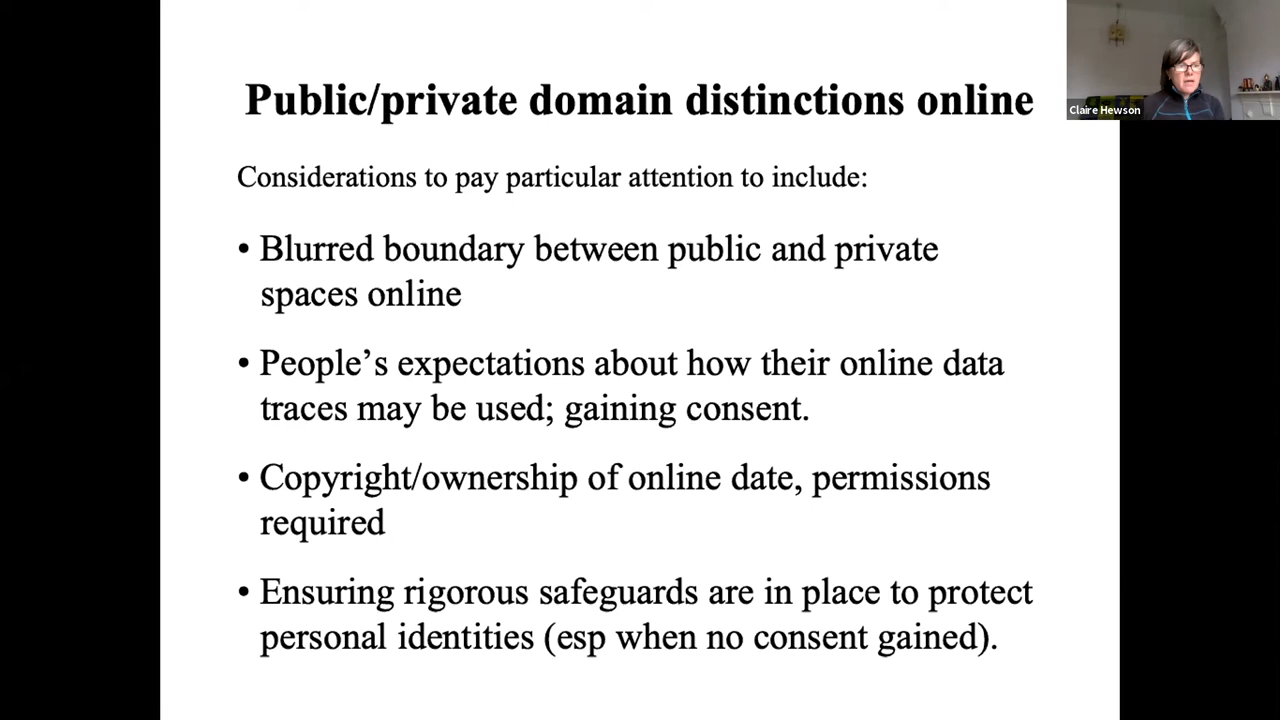 Public/private domain distinctions online
Claire Hewson
Considerations to pay particular attention to include:
• Blurred boundary between public and private
spaces online
• People’s expectations about how their online data
traces may be used; gaining consent.
• Copyright/ownership of online date, permissions
required
• Ensuring rigorous safeguards are in place to protect
personal identities (esp when no consent gained).